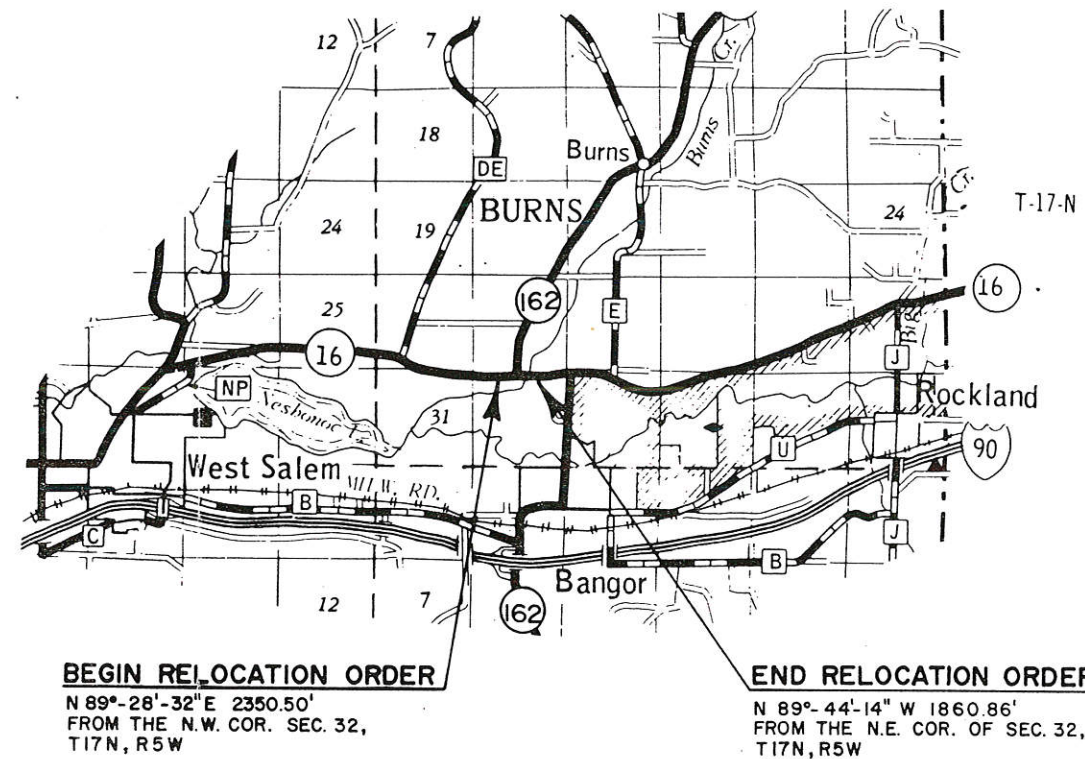 12
7
Cr.
18
DE
Burns
Burns
BURNS
24
19
24
Cr.
T-17-N
162
16
25
E
16
Big
J
NP
Neshonoc
31
Rockland
U
90
West Salem
MILW. RD.
B
C
J
B
Bangor
12
7
162
BEGIN RELOCATION ORDER
N 89°-28'-32" E 2350.50'
FROM THE N.W. COR. SEC. 32,
T17N, R5W
END RELOCATION ORDER
N 89°-44'-14" W 1860.86'
FROM THE N.E. COR. OF SEC. 32,
T17N, R5W